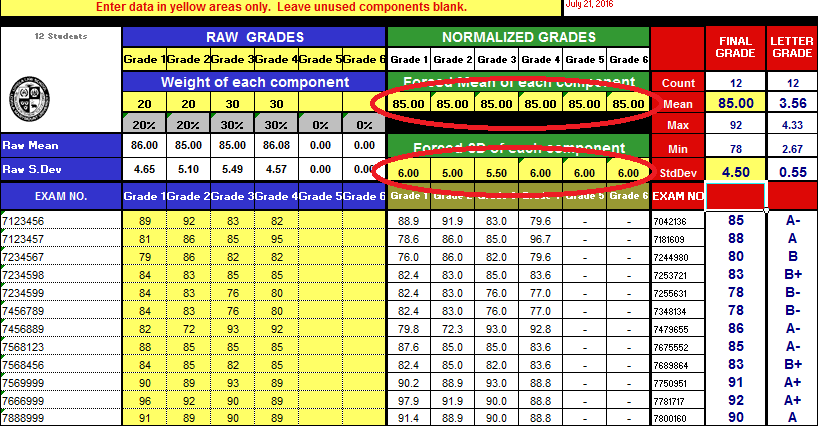 Enter data in yellow areas only. Leave unused components blank.
July 21, 2016
12 Students RAW GRADES NORMALIZED GRADES FINAL GRADE LETTER GRADE
Grade 1 Grade 2 Grade 3 Grade 4 Grade 5 Grade 6 Grade 1 Grade 2 Grade 3 Grade 4 Grade 5 Grade 6
Weight of each component Forced Mean of each component Count 12 12
20 20 30 30 85.00 85.00 85.00 85.00 85.00 85.00 Mean 85.00 3.56
20% 20% 30% 30% 0% 0% Max 92 4.33
Raw Mean 86.00 85.00 85.00 86.08 0.00 0.00 Forced SD of each component Min 78 2.67
Raw S.Dev 4.65 5.10 5.49 4.57 0.00 0.00 6.00 5.00 5.50 6.00 6.00 6.00 StdDev 4.50 0.55
EXAM NO. Grade 1 Grade 2 Grade 3 Grade 4 Grade 5 Grade 6 Grade 1 Grade 2 Grade 3 Grade 4 Grade 5 Grade 6 EXAM NO
7123456 89 92 83 82 88.9 91.9 83.0 79.6 - - 7042136 85 A-
7123457 81 86 85 95 78.6 86.0 85.0 96.7 - - 7181609 88 A
7234567 79 86 82 82 76.0 86.0 82.0 79.6 - - 7244980 80 B
7234598 84 83 85 85 82.4 83.0 85.0 83.6 - - 7253721 83 B+
7234599 84 83 76 80 82.4 83.0 76.0 77.0 - - 7255631 78 B-
7456789 84 83 76 80 82.4 83.0 76.0 77.0 - - 7348134 78 B-
7456889 82 72 93 92 79.8 72.3 93.0 92.8 - - 7479655 86 A-
7568123 88 85 85 85 87.6 85.0 85.0 83.6 - - 7675552 85 A-
7568456 84 85 82 85 82.4 85.0 82.0 83.6 - - 7689864 83 B+
7569999 90 89 93 89 90.2 88.9 93.0 88.8 - - 7750951 91 A+
7666999 96 92 90 89 97.9 91.9 90.0 88.8 - - 7781717 92 A+
7888999 91 89 90 89 91.4 88.9 90.0 88.8 - - 7800160 90 A